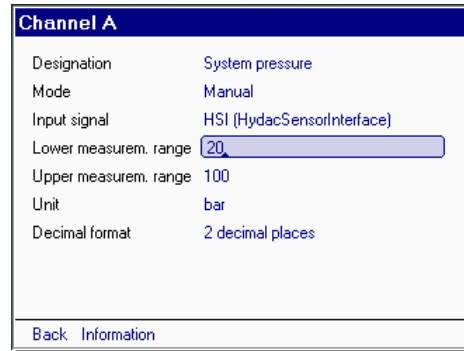 Channel A
Designation System pressure
Mode Manual
Input signal HSI (HydacSensorInterface)
Lower measurem. range 20
Upper measurem. range 100
Unit bar
Decimal format 2 decimal places
Back Information